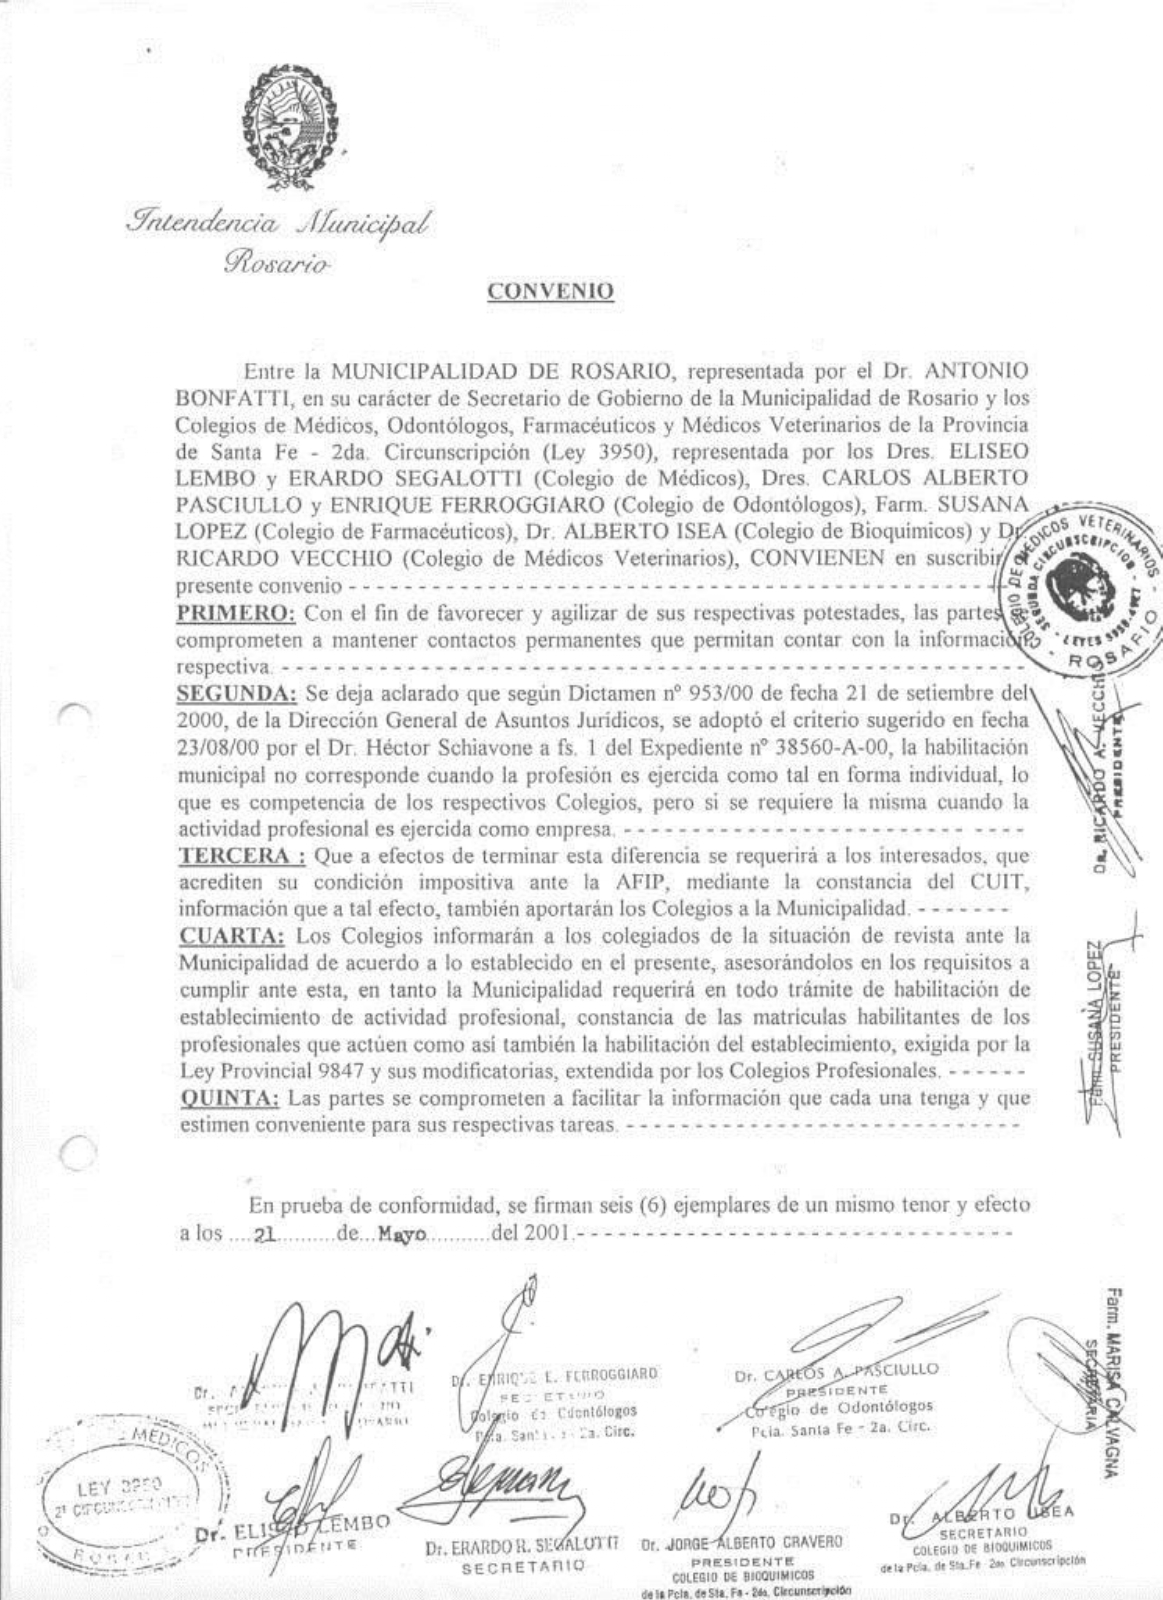 Intendencia Municipal
Rosario
CONVENIO
Entre la MUNICIPALIDAD DE ROSARIO, representada por el Dr. ANTONIO
BONFATTI, en su carácter de Secretario de Gobierno de la Municipalidad de Rosario y los
Colegios de Médicos, Odontólogos, Farmacéuticos y Médicos Veterinarios de la Provincia
de Santa Fe - 2da. Circunscripción (Ley 3950), representada por los Dres. ELISEO
LEMBO y ERARDO SEGALOTTI (Colegio de Médicos), Dres. CARLOS ALBERTO
PASCIULLO y ENRIQUE FERROGGIARO (Colegio de Odontólogos), Farm. SUSANA
LOPEZ (Colegio de Farmacéuticos), Dr. ALBERTO ISEA (Colegio de Bioquímicos) y
RICARDO VECCHIO (Colegio de Médicos Veterinarios), CONVIENEN en suscribir
presente convenio
PRIMERO: Con el fin de favorecer y agilizar de sus respectivas potestades, las partes
comprometen a mantener contactos permanentes que permitan contar con la información
respectiva.
SEGUNDA: Se deja aclarado que según Dictamen nº 953/00 de fecha 21 de setiembre del
2000, de la Dirección General de Asuntos Jurídicos, se adoptó el criterio sugerido en fecha
23/08/00 por el Dr. Héctor Schiavone a fs. 1 del Expediente nº 38560-A-00, la habilitación
municipal no corresponde cuando la profesión es ejercida como tal en forma individual, lo
que es competencia de los respectivos Colegios, pero si se requiere la misma cuando la
actividad profesional es ejercida como empresa.
TERCERA : Que a efectos de terminar esta diferencia se requerirá a los interesados, que
acrediten su condición impositiva ante la AFIP, mediante la constancia del CUIT,
información que a tal efecto, también aportarán los Colegios a la Municipalidad.
CUARTA: Los Colegios informarán a los colegiados de la situación de revista ante la
Municipalidad de acuerdo a lo establecido en el presente, asesorándolos en los requisitos a
cumplir ante esta, en tanto la Municipalidad requerirá en todo trámite de habilitación de
establecimiento de actividad profesional, constancia de las matrículas habilitantes de los
profesionales que actúen como así también la habilitación del establecimiento, exigida por la
Ley Provincial 9847 y sus modificatorias, extendida por los Colegios Profesionales.
QUINTA: Las partes se comprometen a facilitar la información que cada una tenga y que
estimen conveniente para sus respectivas tareas.
En prueba de conformidad, se firman seis (6) ejemplares de un mismo tenor y efecto
a los ....21..........de...Mayo..........del 2001.
COLEGIO DE MEDICOS VETERINARIOS
SEGUNDA CIRCUNSCRIPCION
- ROSARIO -
Dr. RICARDO A. VECCHIO
PRESIDENTE
Farm. SUSANA LOPEZ
PRESIDENTE
Farm. MARISA CALVAGNA
SECRETARIA
Dr. ENRIQUE L. FERROGGIARO
SECRETARIO
Colegio de Odontólogos
Pcia. Santa Fe - 2a. Circ.
Dr. CARLOS A. PASCIULLO
PRESIDENTE
Colegio de Odontólogos
Pcia. Santa Fe - 2a. Circ.
MEDICOS
LEY 3950
Dr. ELISEO LEMBO
PRESIDENTE
Dr. ERARDO R. SEGALOTTI
SECRETARIO
Dr. JORGE ALBERTO CRAVERO
PRESIDENTE
COLEGIO DE BIOQUIMICOS
de la Pcia. de Sta. Fe - 2da. Circunscripción
Dr. ALBERTO ISEA
SECRETARIO
COLEGIO DE BIOQUIMICOS
de la Pcia. de Sta. Fe - 2da. Circunscripción